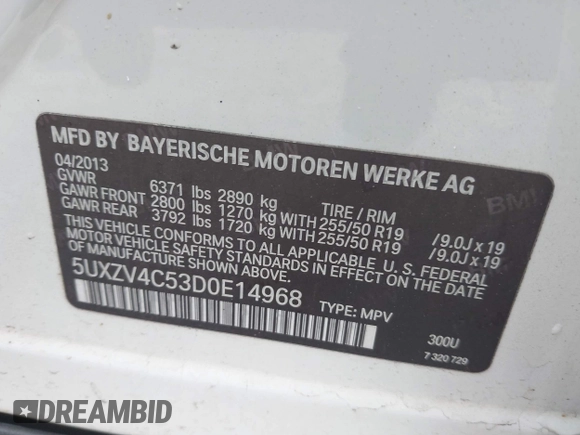 MFD BY BAYERISCHE MOTOREN WERKE AG
04/2013
GVWR 6371 lbs 2890 kg TIRE / RIM
GAWR FRONT 2800 lbs 1270 kg WITH 255/50 R19 /9.0J x 19
GAWR REAR 3792 lbs 1720 kg WITH 255/50 R19 /9.0J x 19
THIS VEHICLE CONFORMS TO ALL APPLICABLE U. S. FEDERAL
MOTOR VEHICLE SAFETY STANDARDS IN EFFECT ON THE DATE
OF MANUFACTURE SHOWN ABOVE.
5UXZV4C53D0E14968 TYPE: MPV
300U
7 320 729
BMW
DREAMBID